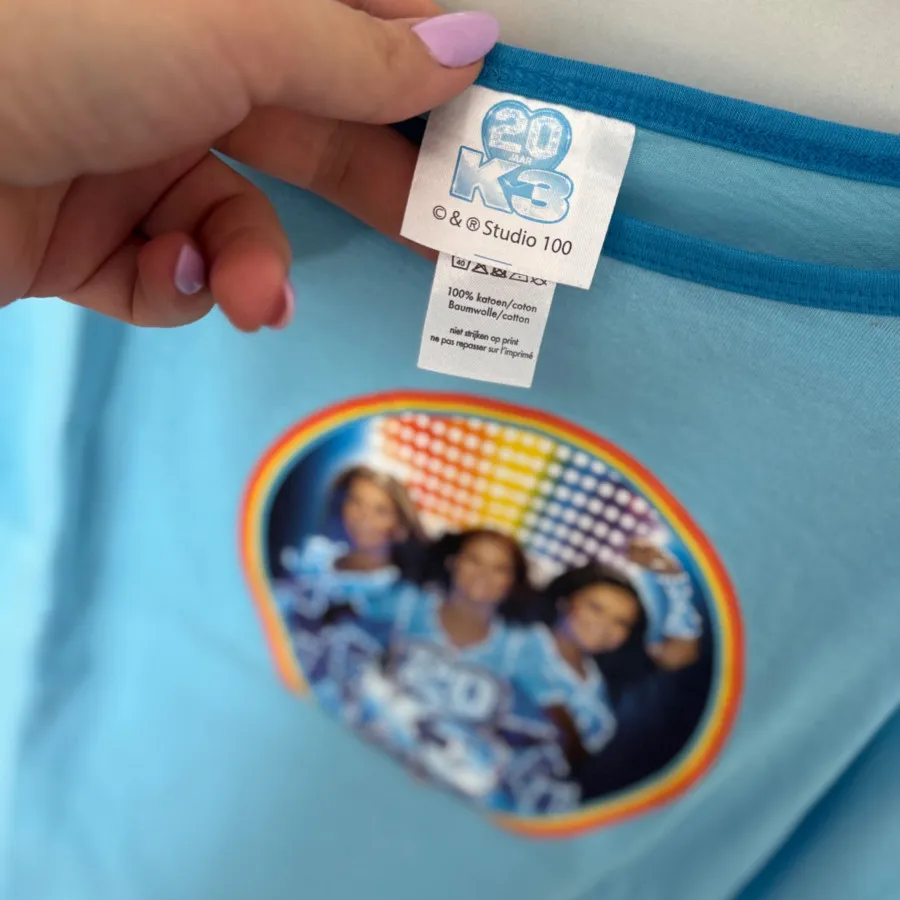 20
JAAR
K3
© & ® Studio 100
40
100% katoen/coton
Baumwolle/cotton
niet strijken op print
ne pas repasser sur l'imprimé
20